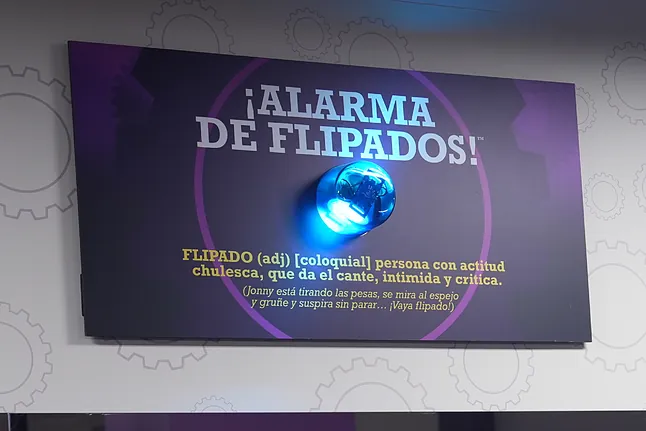 ¡ALARMA
DE FLIPADOS!™
FLIPADO (adj) [coloquial] persona con actitud
chulesca, que da el cante, intimida y critica.
(Jonny está tirando las pesas, se mira al espejo
y gruñe y suspira sin parar... ¡Vaya flipado!)